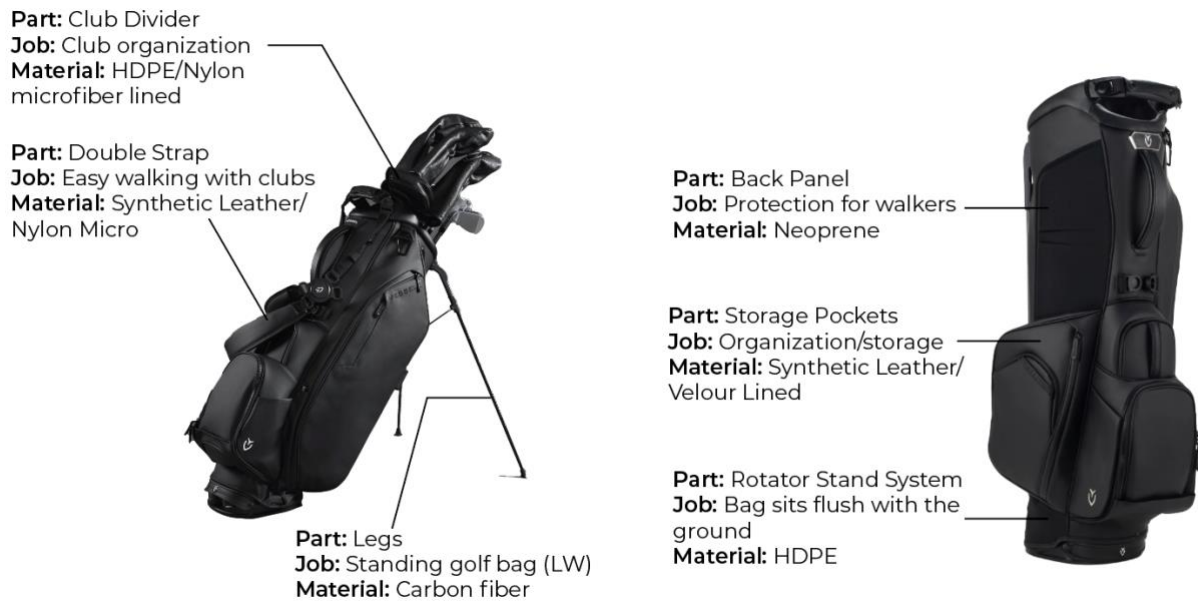 Part: Club Divider
Job: Club organization
Material: HDPE/Nylon
microfiber lined
Part: Double Strap
Job: Easy walking with clubs
Material: Synthetic Leather/
Nylon Micro
Part: Legs
Job: Standing golf bag (LW)
Material: Carbon fiber
Part: Back Panel
Job: Protection for walkers
Material: Neoprene
Part: Storage Pockets
Job: Organization/storage
Material: Synthetic Leather/
Velour Lined
Part: Rotator Stand System
Job: Bag sits flush with the
ground
Material: HDPE